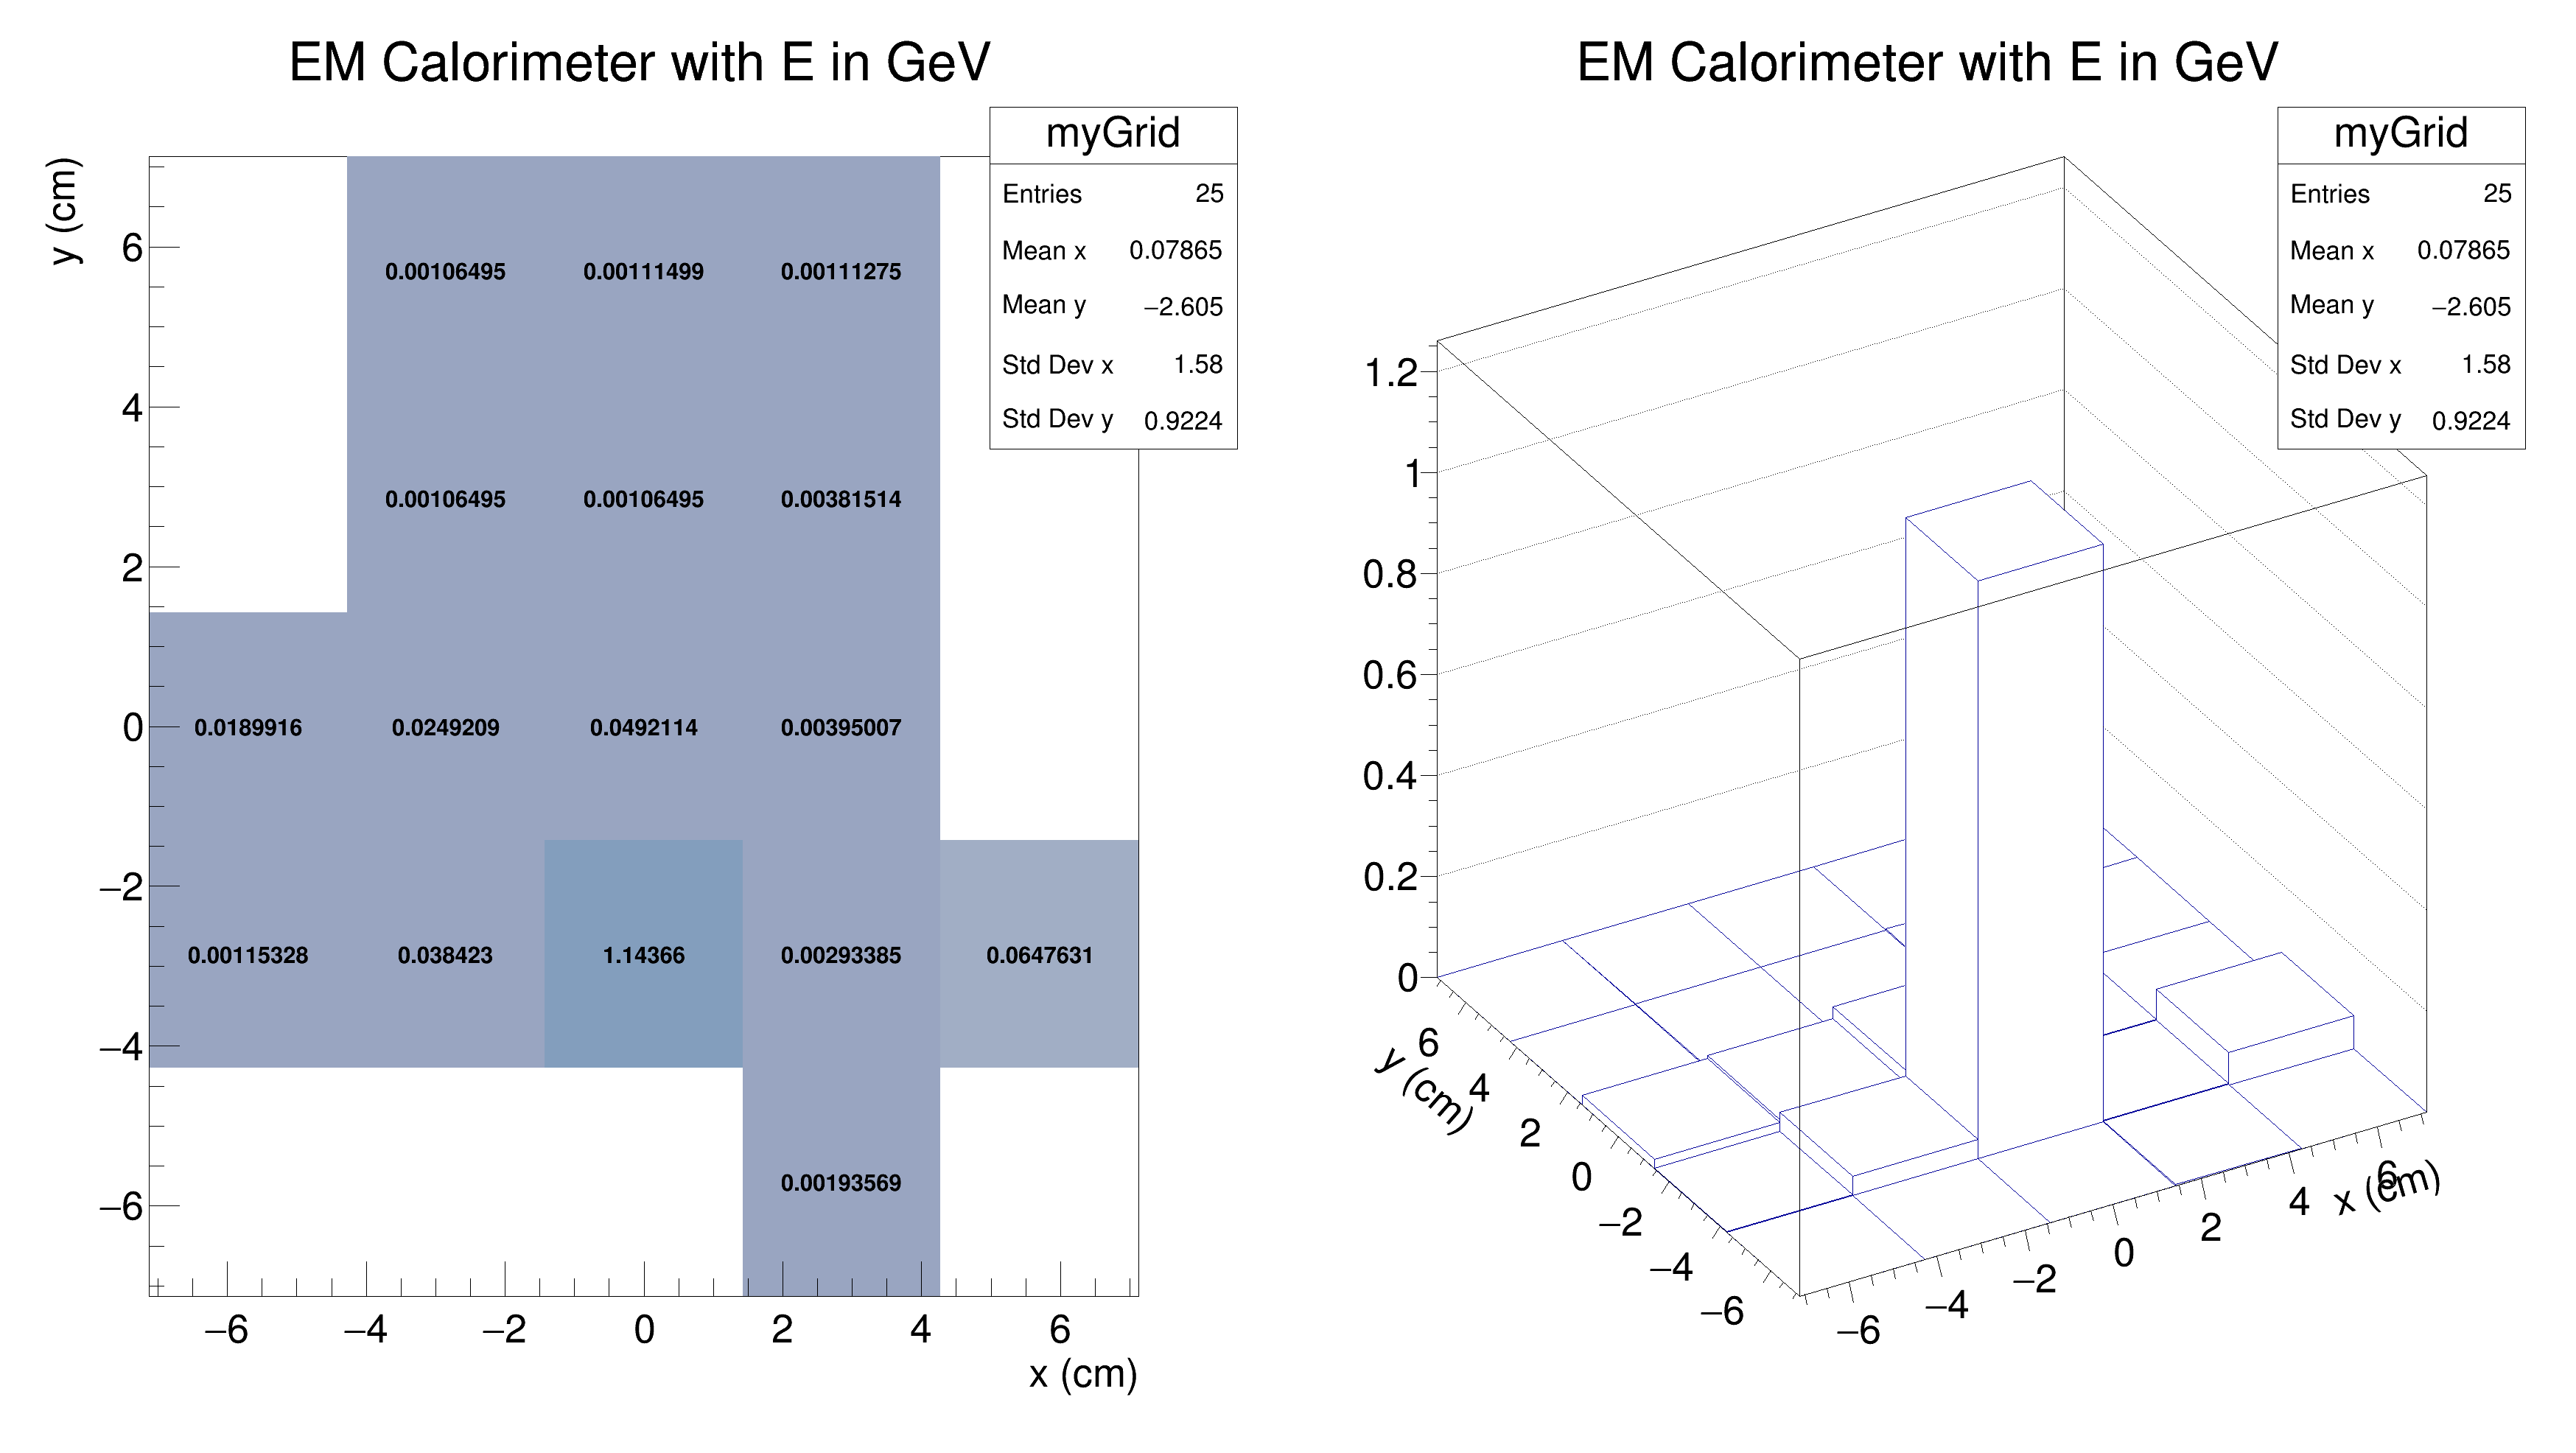 EM Calorimeter with E in GeV
myGrid
Entries 25
Mean x 0.07865
Mean y −2.605
Std Dev x 1.58
Std Dev y 0.9224
y (cm)
6
4
2
0
−2
−4
−6
0.00106495 0.00111499 0.00111275
0.00106495 0.00106495 0.00381514
0.0189916 0.0249209 0.0492114 0.00395007
0.00115328 0.038423 1.14366 0.00293385 0.0647631
0.00193569
−6 −4 −2 0 2 4 6
x (cm)
EM Calorimeter with E in GeV
myGrid
Entries 25
Mean x 0.07865
Mean y −2.605
Std Dev x 1.58
Std Dev y 0.9224
1.2
1
0.8
0.6
0.4
0.2
0
y (cm)
6
4
2
0
−2
−4
−6
−6 −4 −2 0 2 4 6
x (cm)